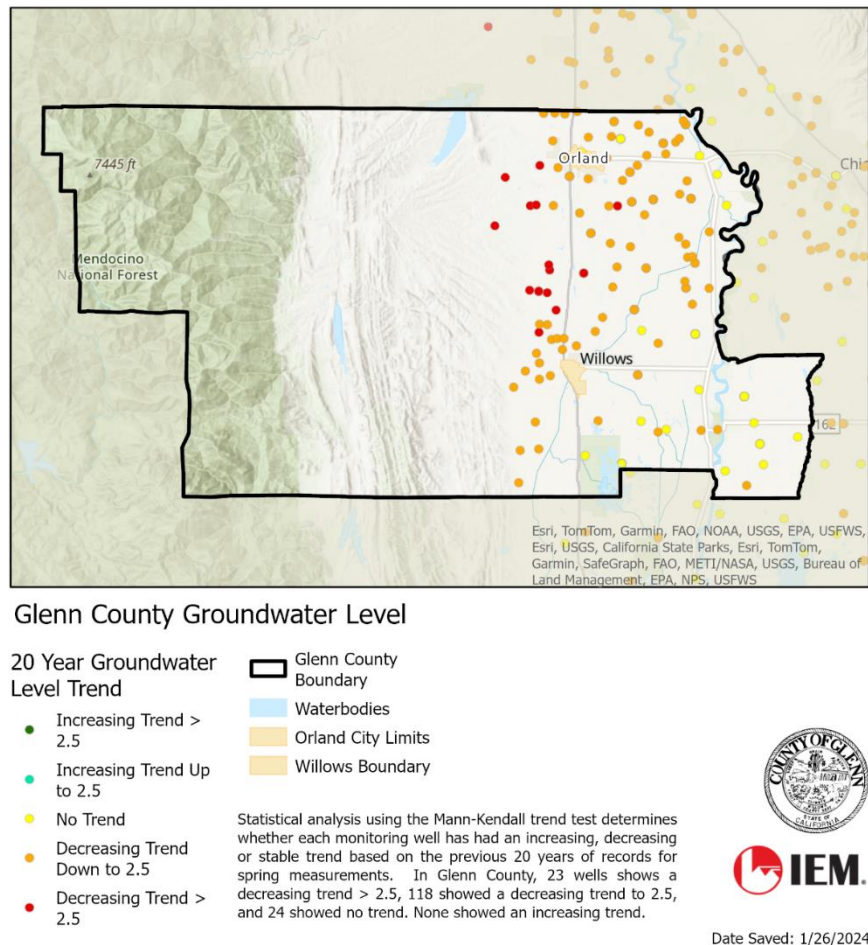 7445 ft
Orland
Chi
Mendocino
National Forest
Willows
162
Esri, TomTom, Garmin, FAO, NOAA, USGS, EPA, USFWS,
Esri, USGS, California State Parks, Esri, TomTom,
Garmin, SafeGraph, FAO, METI/NASA, USGS, Bureau of
Land Management, EPA, NPS, USFWS
Glenn County Groundwater Level
20 Year Groundwater
Level Trend
Increasing Trend >
2.5
Increasing Trend Up
to 2.5
No Trend
Decreasing Trend
Down to 2.5
Decreasing Trend >
2.5
Glenn County
Boundary
Waterbodies
Orland City Limits
Willows Boundary
Statistical analysis using the Mann-Kendall trend test determines
whether each monitoring well has had an increasing, decreasing
or stable trend based on the previous 20 years of records for
spring measurements. In Glenn County, 23 wells shows a
decreasing trend > 2.5, 118 showed a decreasing trend to 2.5,
and 24 showed no trend. None showed an increasing trend.
COUNTY OF GLENN
STATE OF
CALIFORNIA
IEM.
Date Saved: 1/26/2024